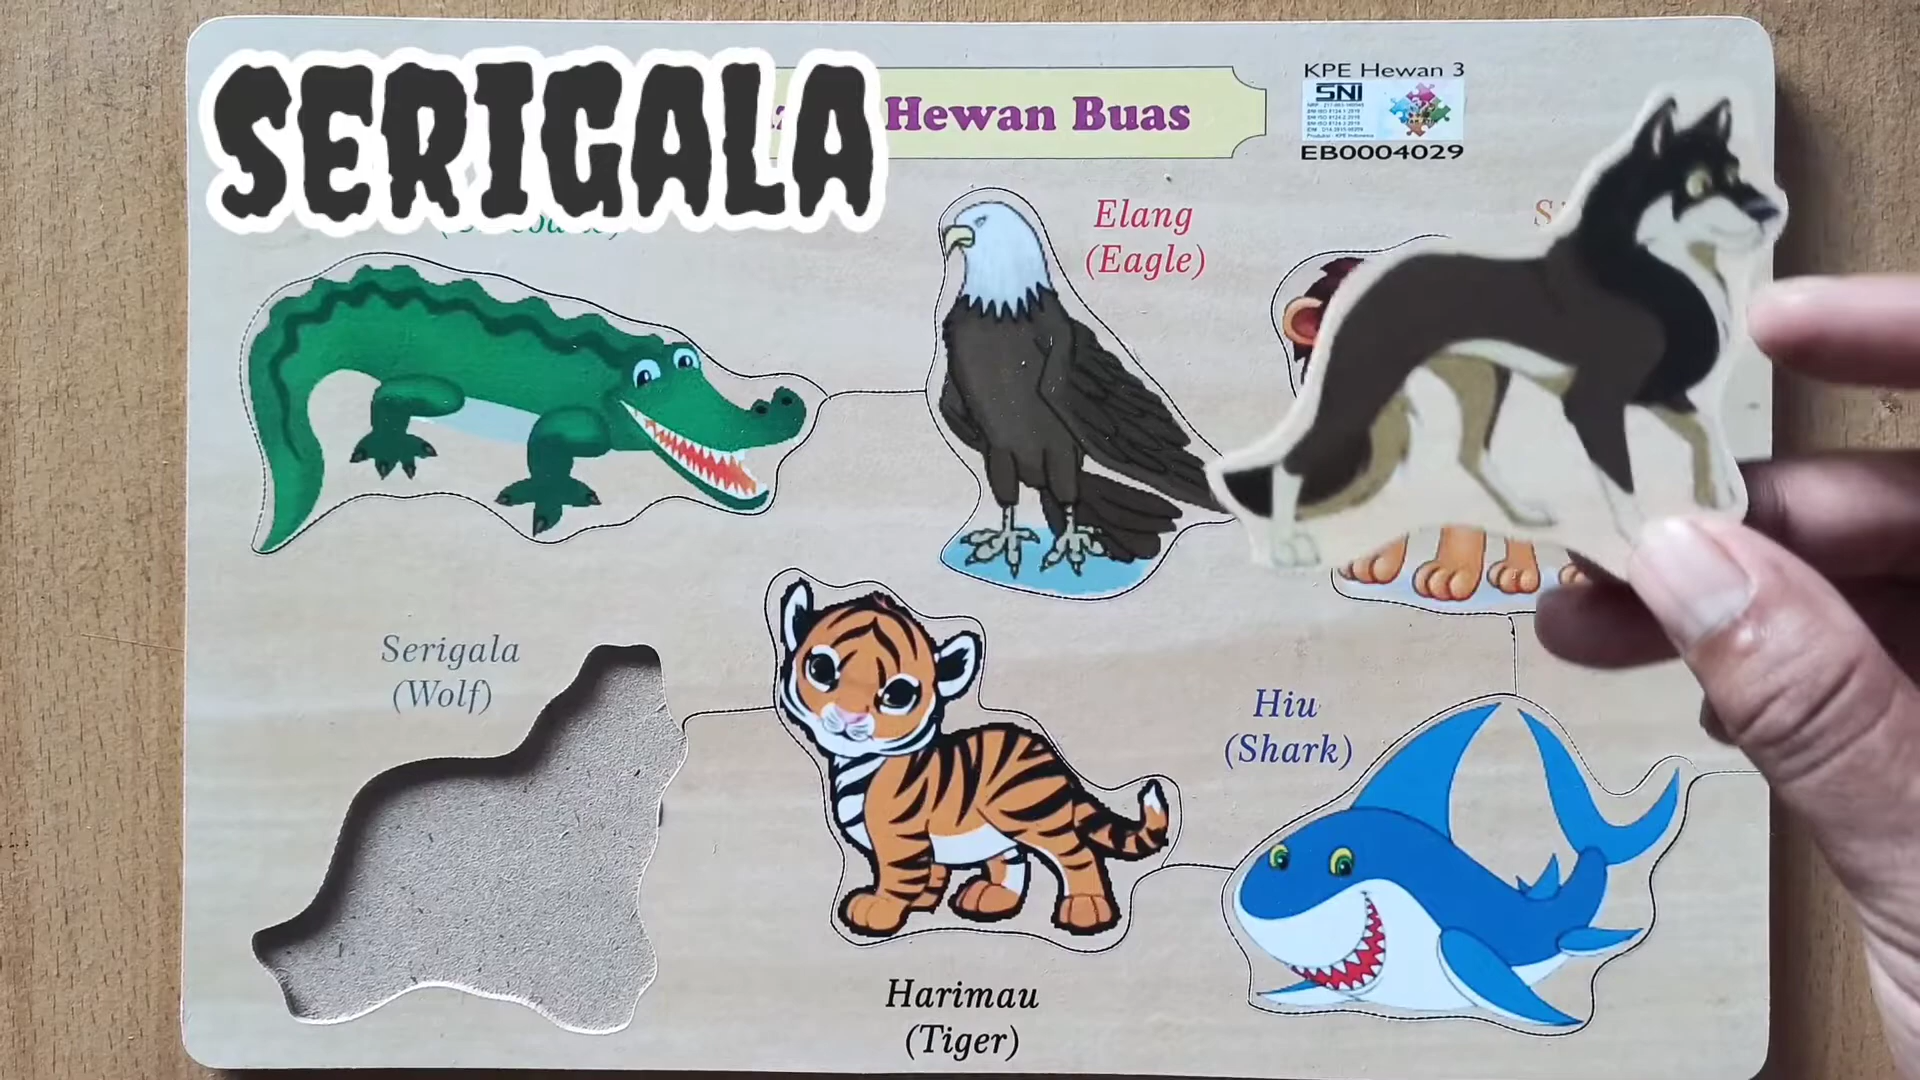 SERIGALA
Hewan Buas
KPE Hewan 3
SNI
EB0004029
Elang
(Eagle)
Serigala
(Wolf)
Hiu
(Shark)
Harimau
(Tiger)